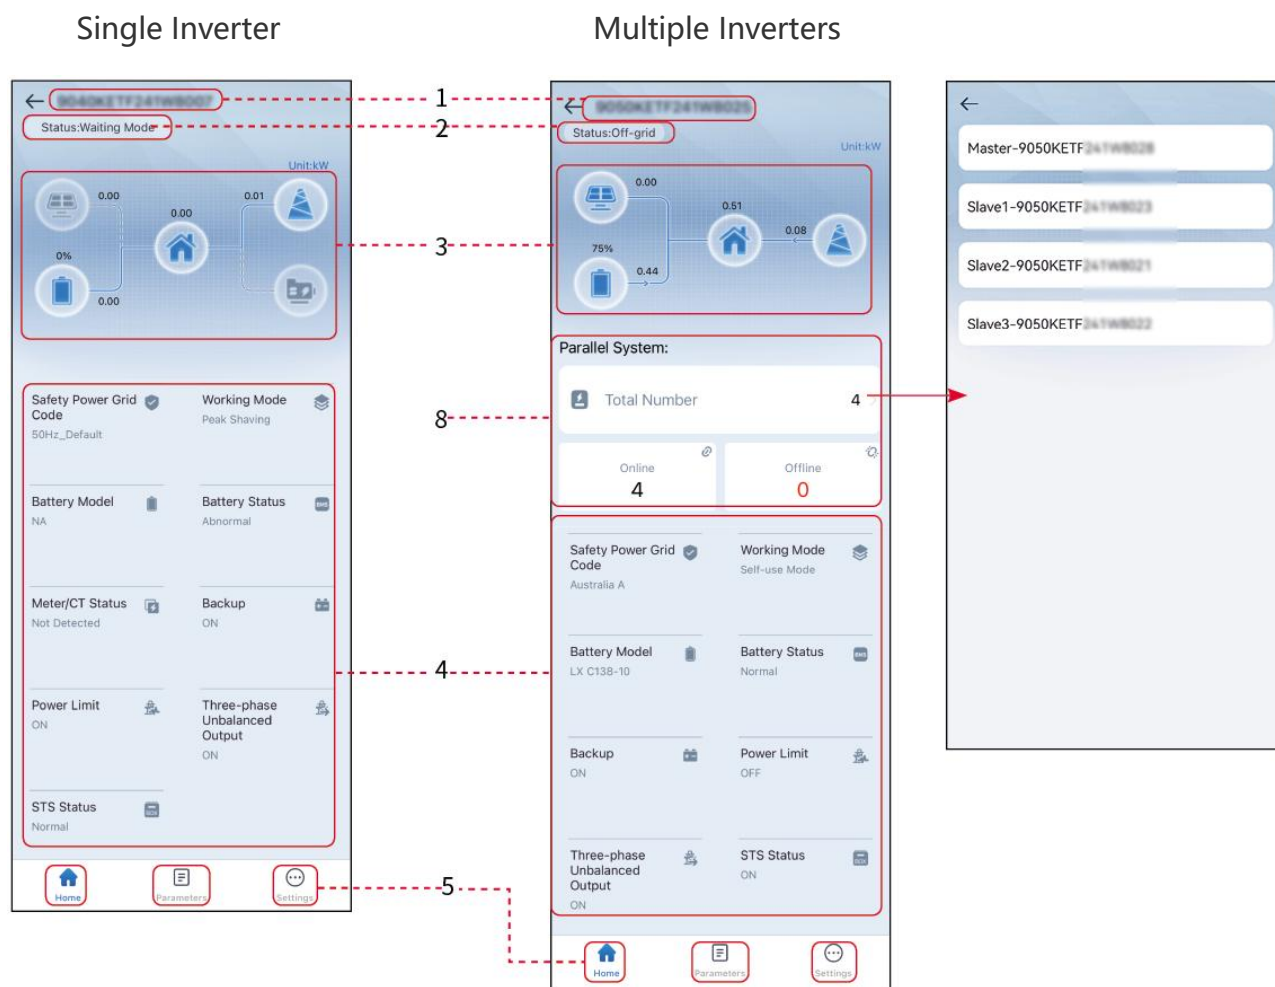 Single Inverter
Multiple Inverters
1
2
3
8
4
5
Status:Waiting Mode
Unit:kW
0.00
0.01
0.00
0%
0.00
Safety Power Grid
Code
50Hz_Default
Working Mode
Peak Shaving
Battery Model
NA
Battery Status
Abnormal
BMS
Meter/CT Status
Not Detected
Backup
ON
Power Limit
ON
Three-phase
Unbalanced
Output
ON
STS Status
Normal
Home
Parameters
Settings
Status:Off-grid
Unit:kW
0.00
0.51
0.08
75%
0.44
Parallel System:
Total Number
4
Online
4
Offline
0
Safety Power Grid
Code
Australia A
Working Mode
Self-use Mode
Battery Model
LX C138-10
Battery Status
Normal
BMS
Backup
ON
Power Limit
OFF
Three-phase
Unbalanced
Output
ON
STS Status
ON
Home
Parameters
Settings
Master-9050KETF
Slave1-9050KETF
Slave2-9050KETF
Slave3-9050KETF